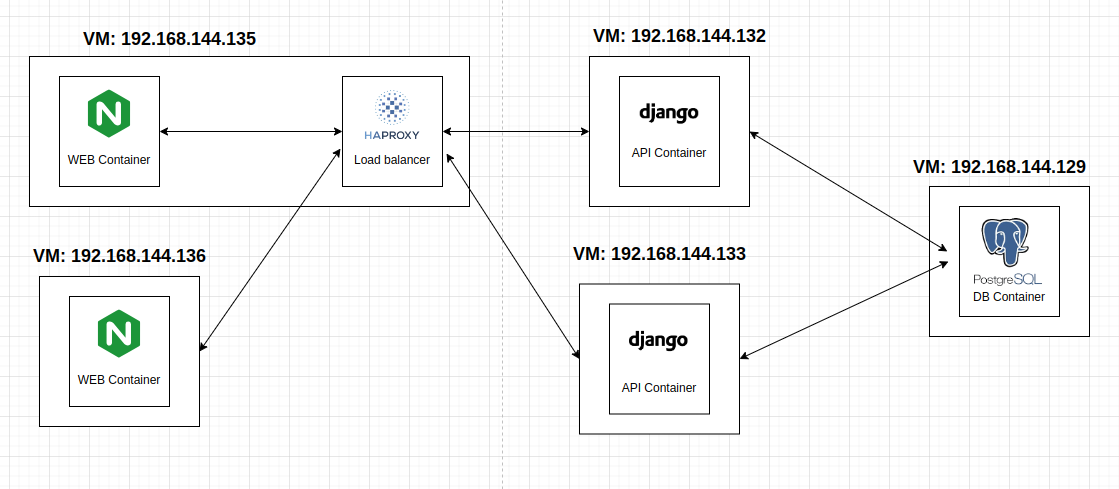 VM: 192.168.144.135
N
WEB Container
HAPROXY
Load balancer
VM: 192.168.144.132
django
API Container
VM: 192.168.144.129
PostgreSQL
DB Container
VM: 192.168.144.136
N
WEB Container
VM: 192.168.144.133
django
API Container